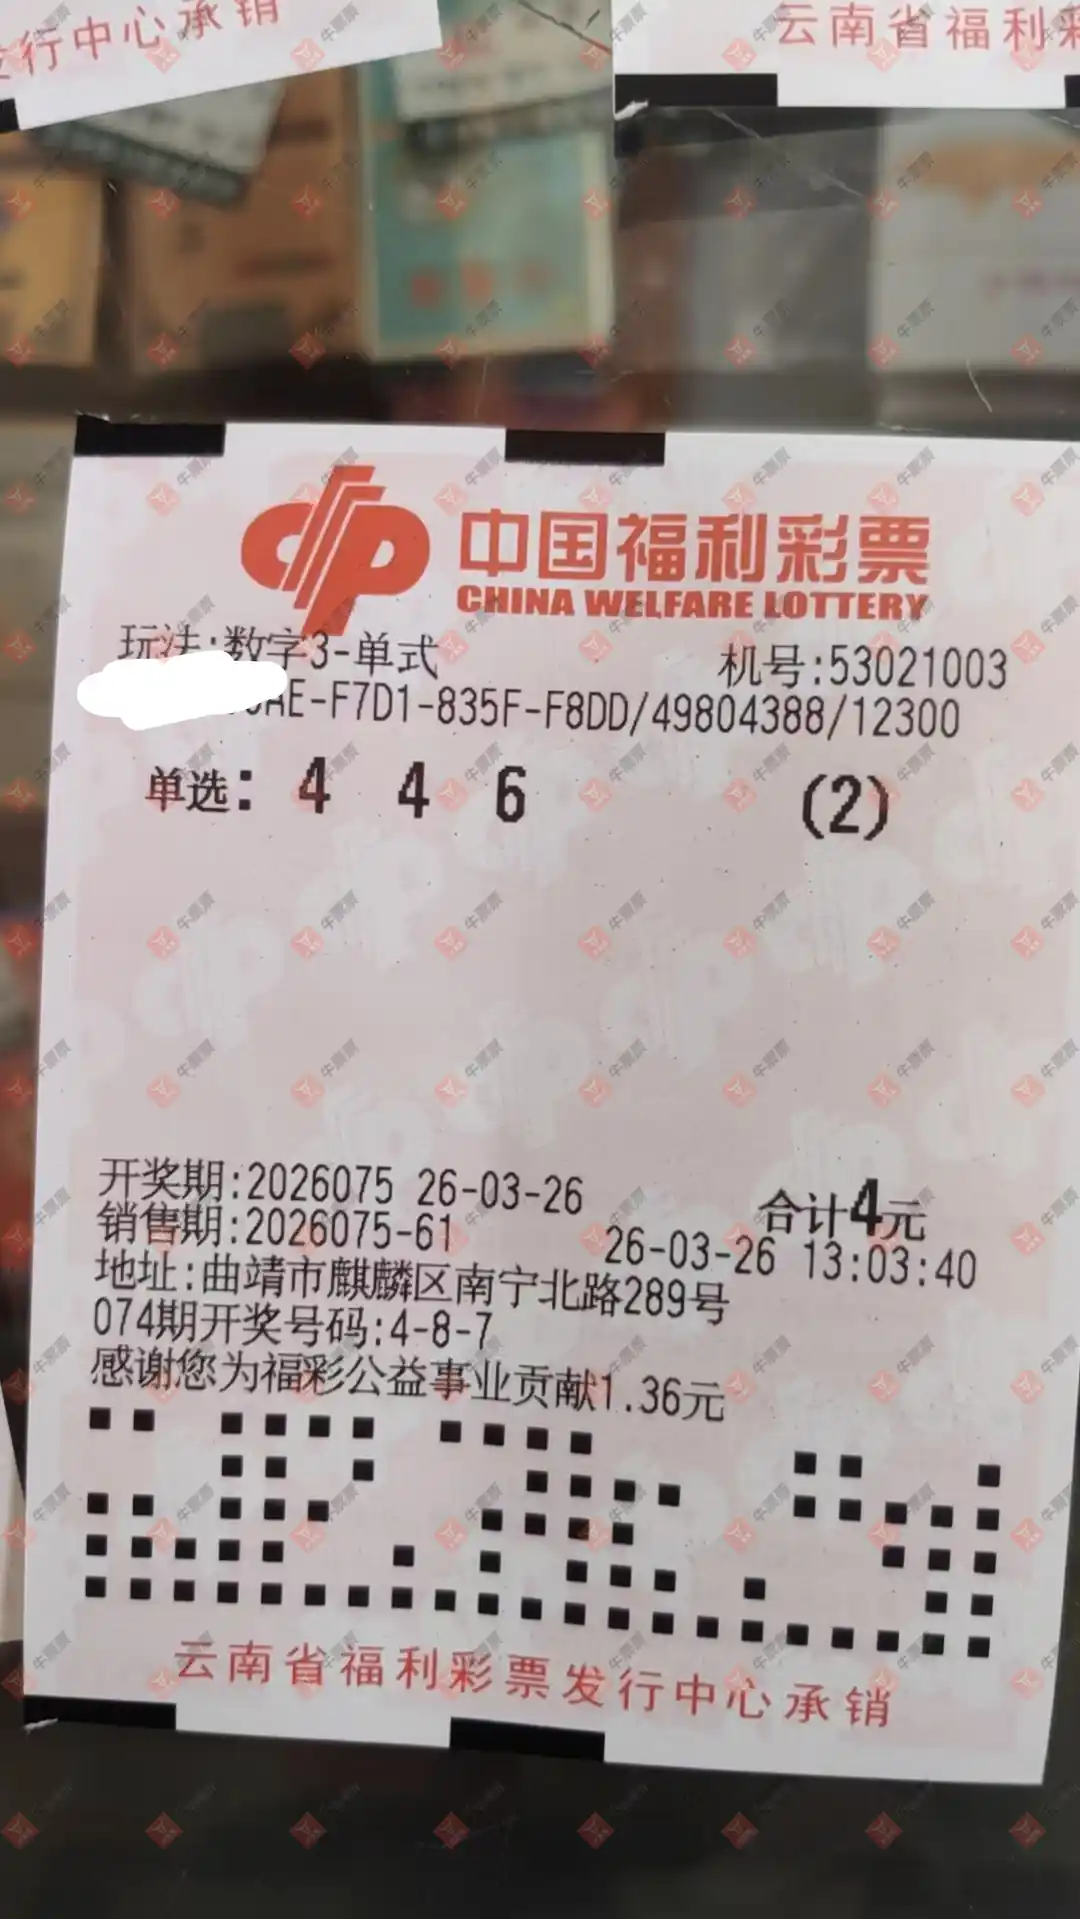 发行中心承销
云南省福利彩
中国福利彩票
CHINA WELFARE LOTTERY
玩法:数字3-单式
机号:53021003
AE-F7D1-835F-F8DD/49804388/12300
单选: 4 4 6 (2)
开奖期:2026075 26-03-26
合计4元
销售期:2026075-61
26-03-26 13:03:40
地址:曲靖市麒麟区南宁北路289号
074期开奖号码:4-8-7
感谢您为福彩公益事业贡献1.36元
云南省福利彩票发行中心承销
牛票票